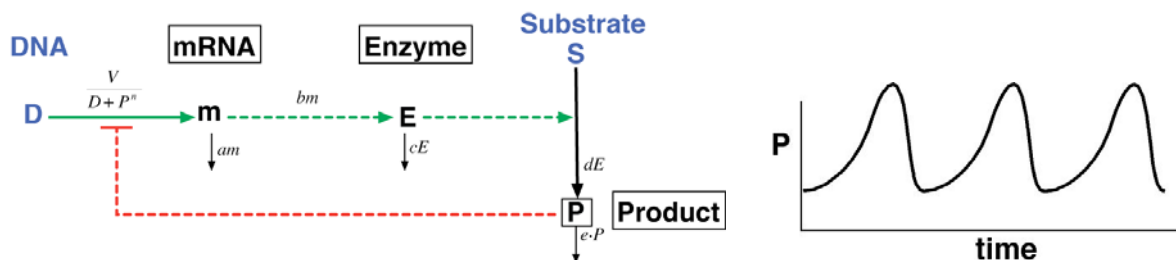 DNA
mRNA
Enzyme
Substrate
S
V
D + P^n
D
m
bm
E
am
cE
dE
P
Product
e·P
P
time